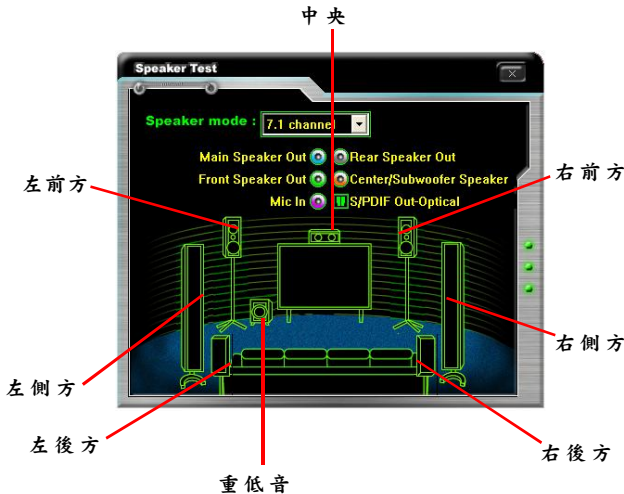 中央
Speaker Test
Speaker mode : 7.1 channel
Main Speaker Out Rear Speaker Out
Front Speaker Out Center/Subwoofer Speaker
Mic In S/PDIF Out-Optical
左前方
右前方
左側方
右側方
左後方
右後方
重低音